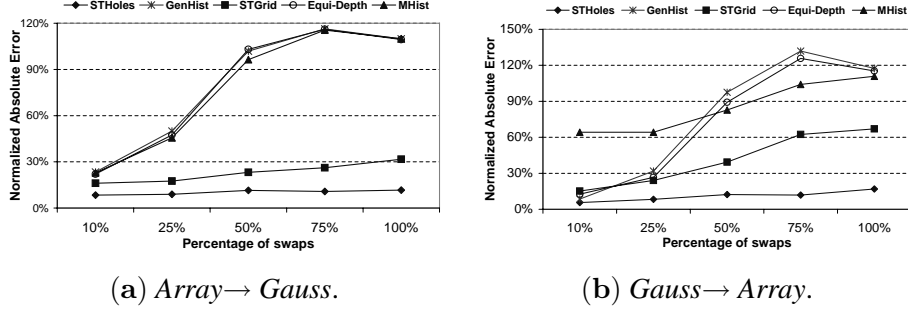 STHoles GenHist STGrid Equi-Depth MHist
120%
90%
60%
30%
0%
Normalized Absolute Error
10% 25% 50% 75% 100%
Percentage of swaps
(a) Array→ Gauss.
STHoles GenHist STGrid Equi-Depth MHist
150%
120%
90%
60%
30%
0%
Normalized Absolute Error
10% 25% 50% 75% 100%
Percentage of swaps
(b) Gauss→ Array.